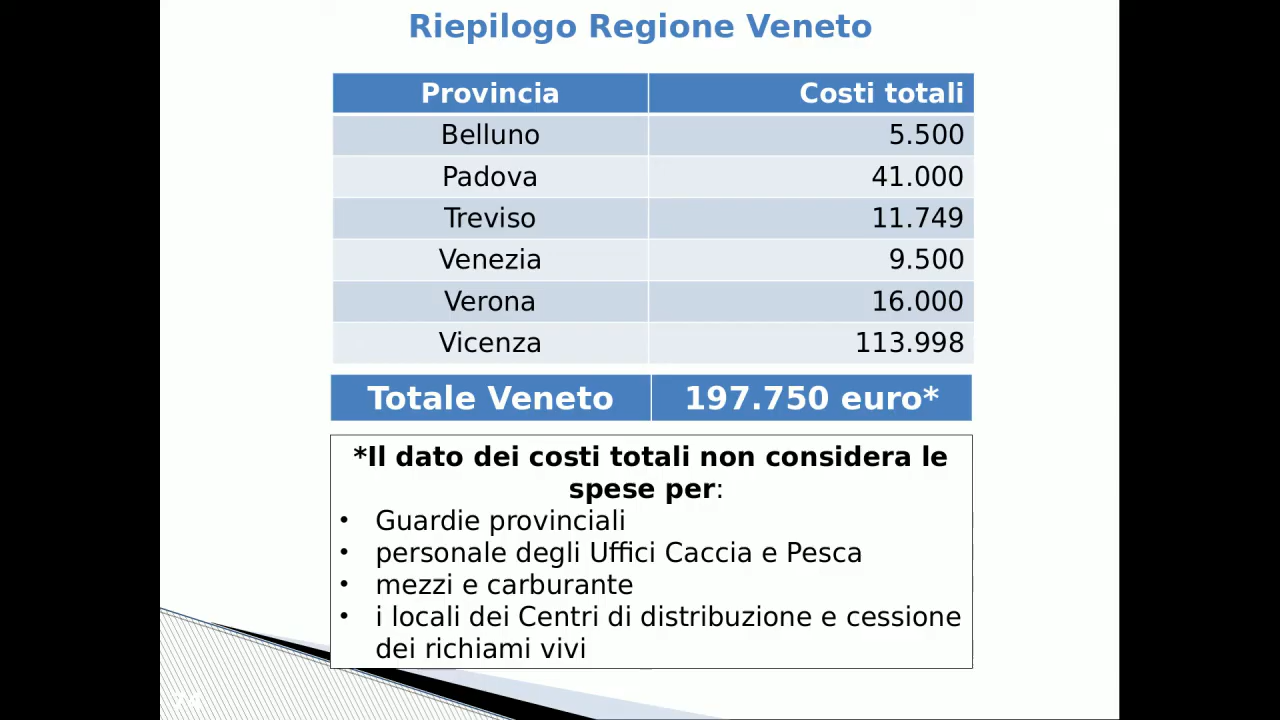 Riepilogo Regione Veneto
Provincia Costi totali
Belluno 5.500
Padova 41.000
Treviso 11.749
Venezia 9.500
Verona 16.000
Vicenza 113.998
Totale Veneto 197.750 euro*
*Il dato dei costi totali non considera le
spese per:
• Guardie provinciali
• personale degli Uffici Caccia e Pesca
• mezzi e carburante
• i locali dei Centri di distribuzione e cessione
dei richiami vivi
24